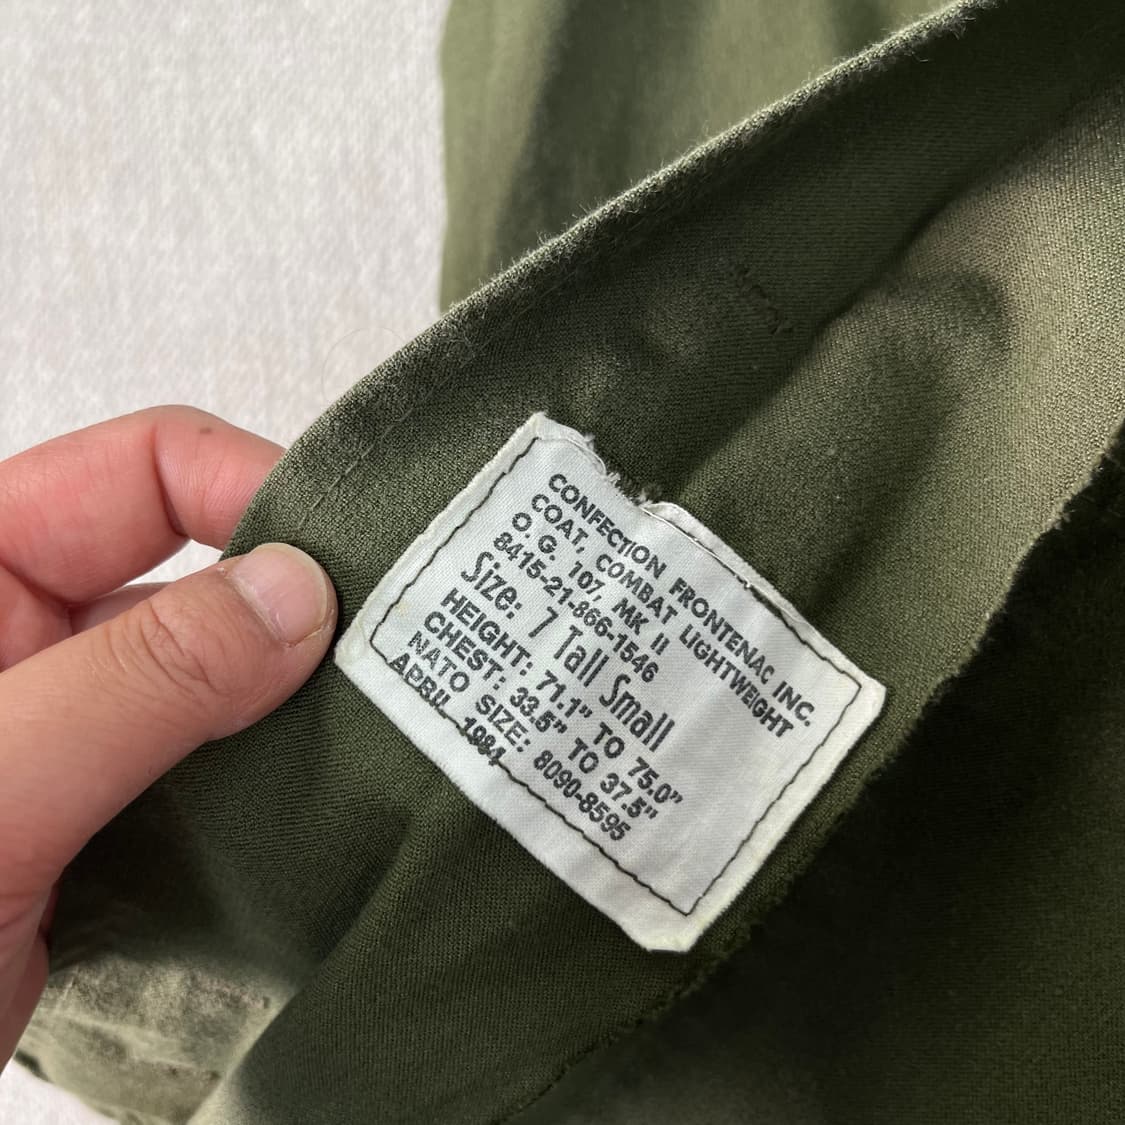 CONFECTION FRONTENAC INC.
COAT, COMBAT LIGHTWEIGHT
O. G. 107, MK II
8415-21-866-1546
Size: 7 Tall Small
HEIGHT: 71.1" TO 75.0"
CHEST: 33.5" TO 37.5"
NATO SIZE: 8090-8595
APRIL 1984